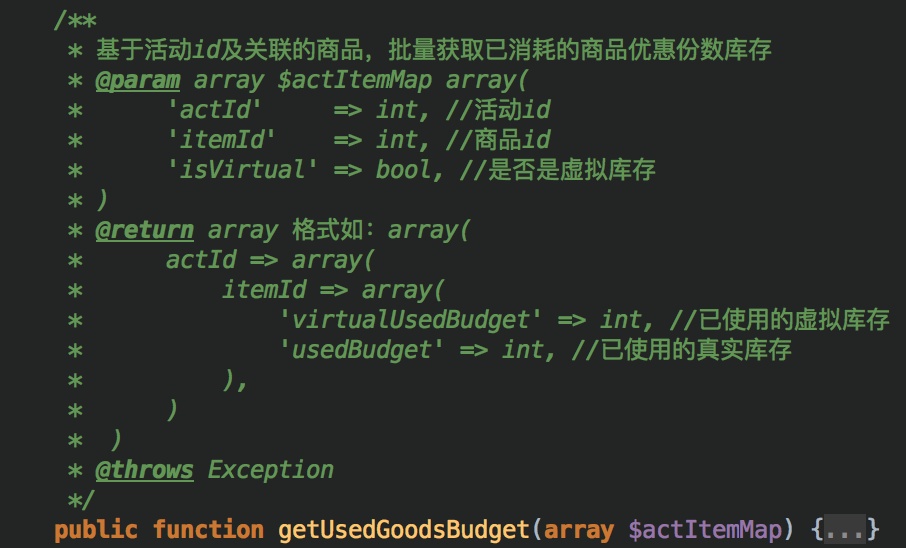 /**
* 基于活动id及关联的商品，批量获取已消耗的商品优惠份数库存
* @param array $actItemMap array(
*      'actId'     => int, //活动id
*      'itemId'    => int, //商品id
*      'isVirtual' => bool, //是否是虚拟库存
* )
* @return array 格式如：array(
*      actId => array(
*          itemId => array(
*              'virtualUsedBudget' => int, //已使用的虚拟库存
*              'usedBudget' => int, //已使用的真实库存
*          ),
*      )
*  )
* @throws Exception
*/
public function getUsedGoodsBudget(array $actItemMap) {...}